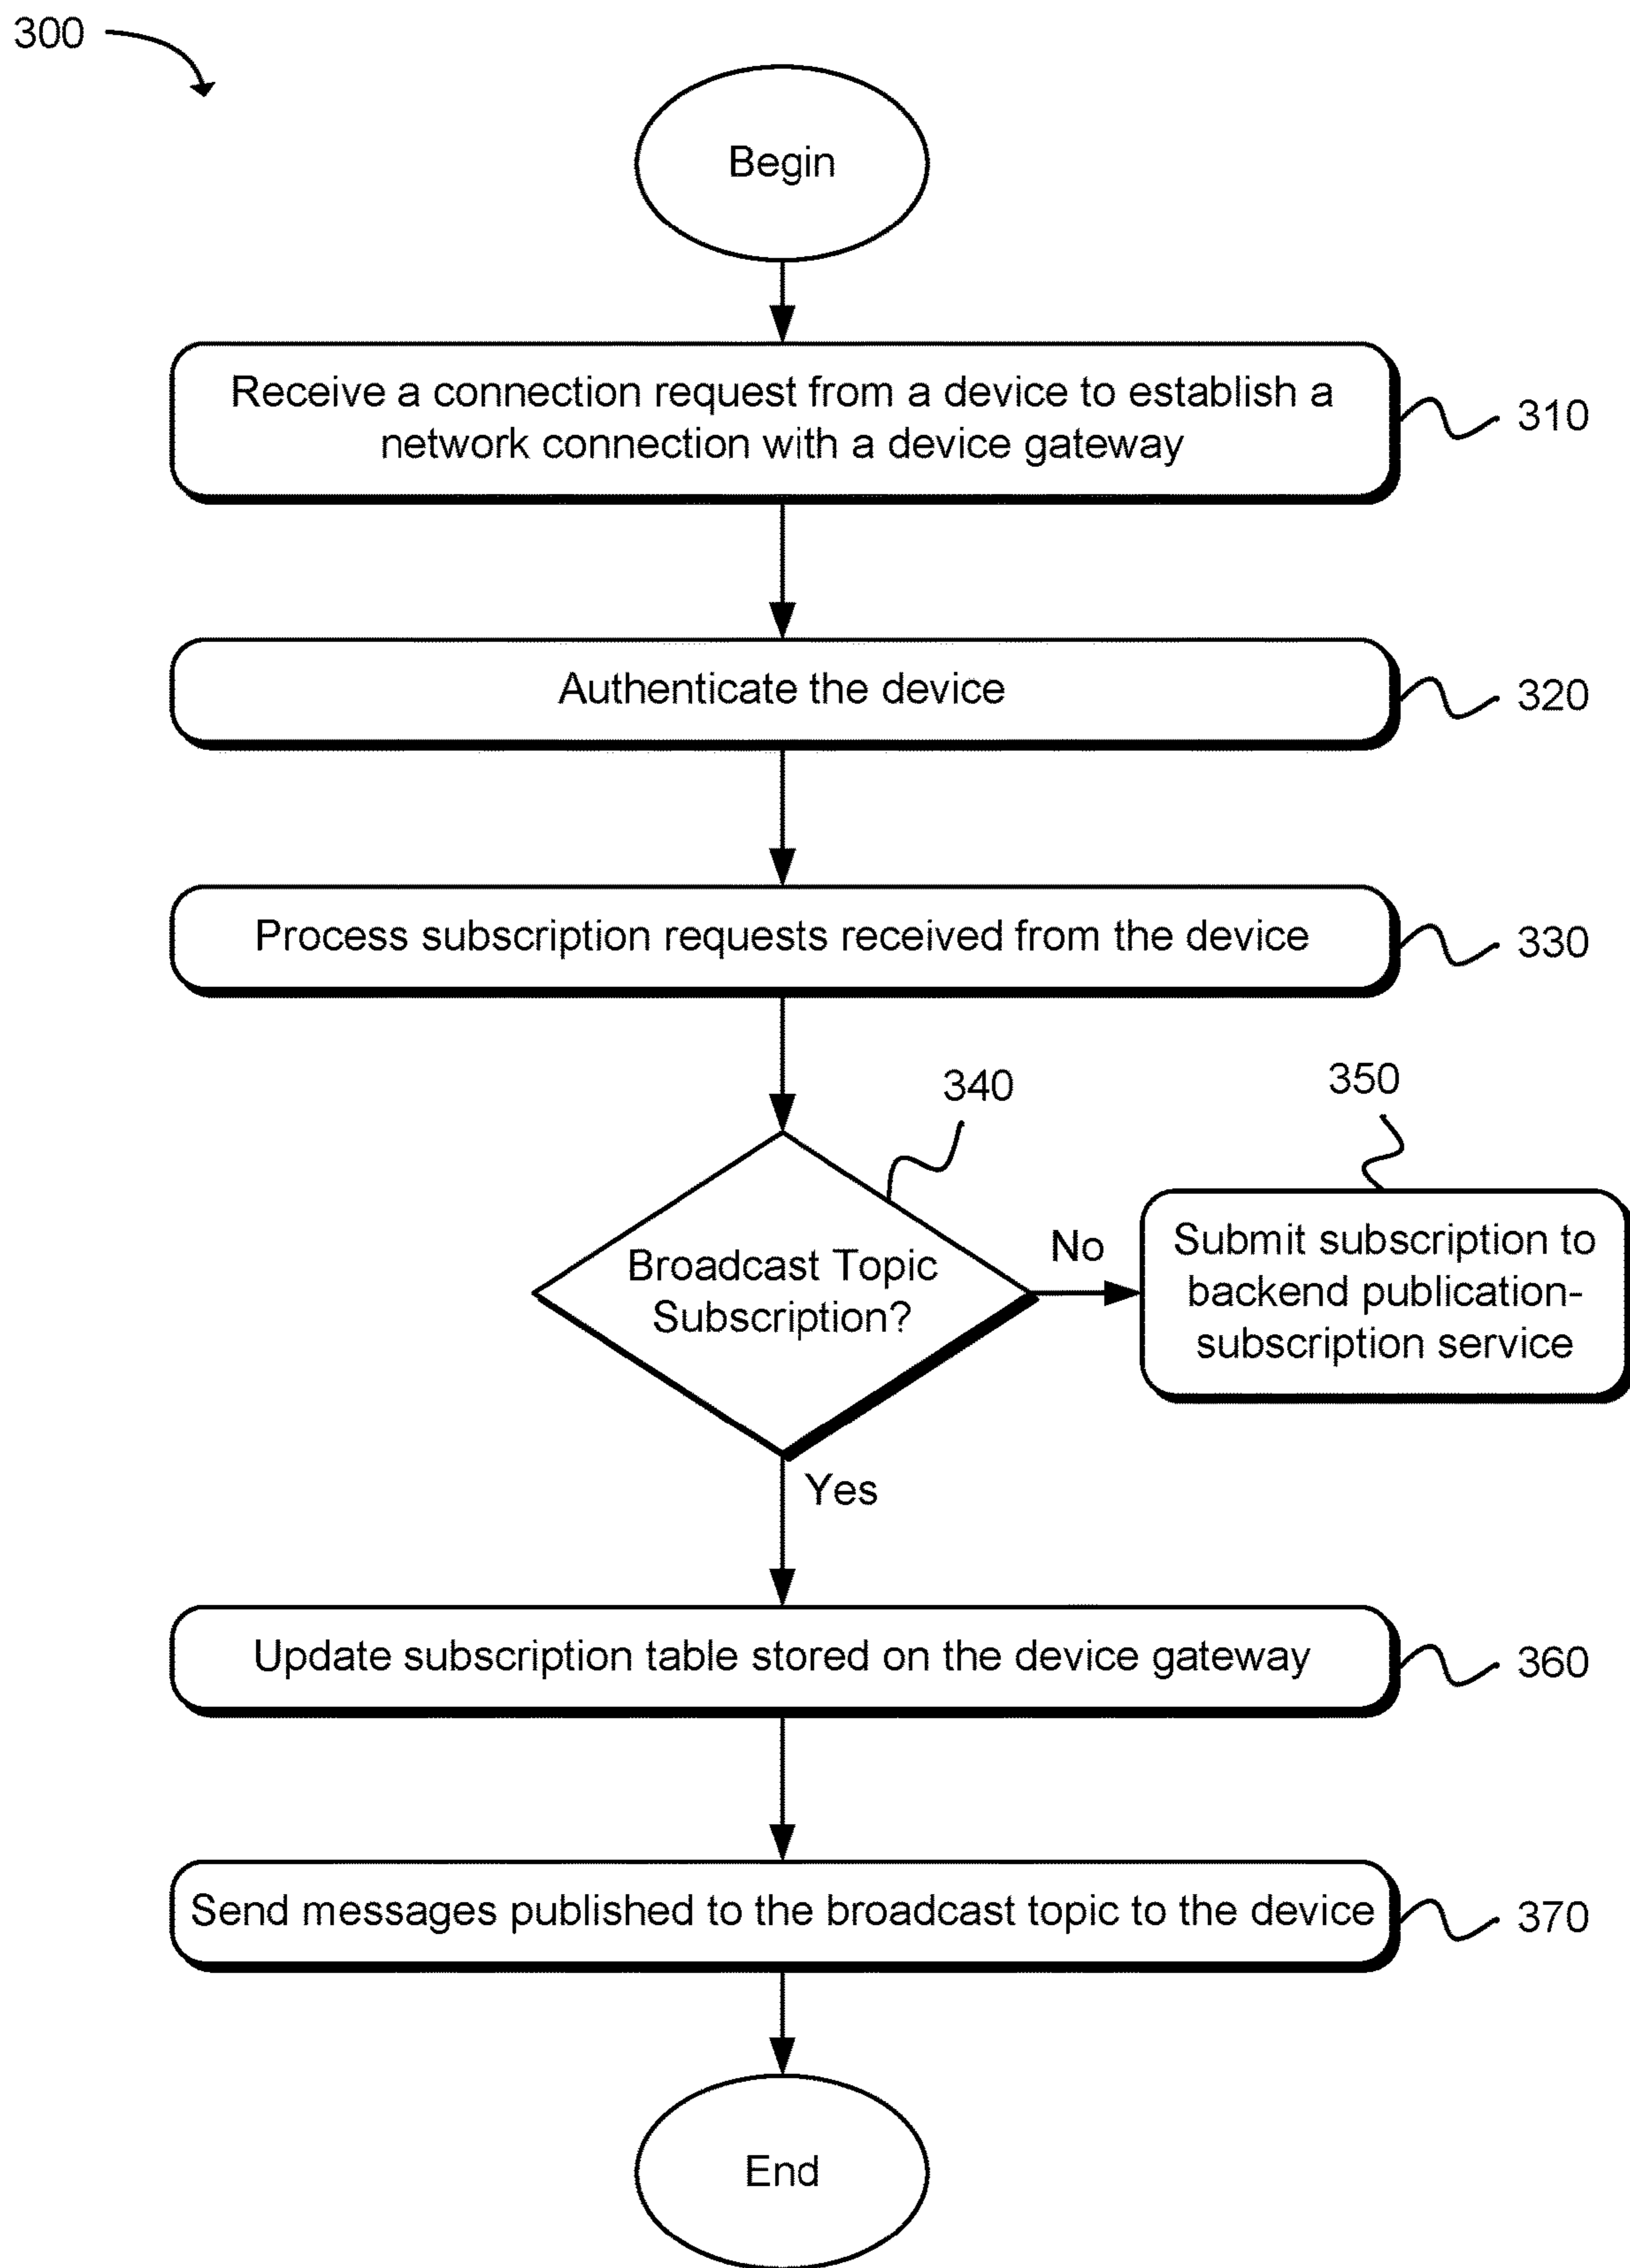 300
Begin
Receive a connection request from a device to establish a
network connection with a device gateway
310
Authenticate the device
320
Process subscription requests received from the device
330
340
350
Broadcast Topic
Subscription?
No
Submit subscription to
backend publication-
subscription service
Yes
Update subscription table stored on the device gateway
360
Send messages published to the broadcast topic to the device
370
End